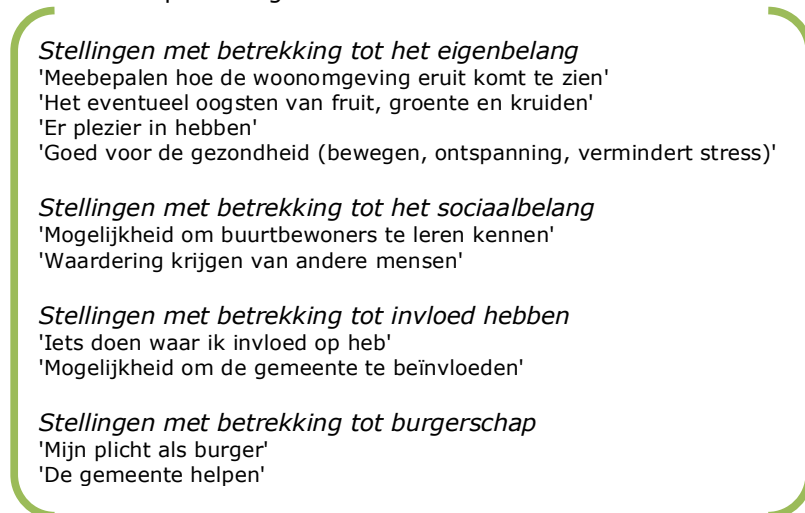 Stellingen met betrekking tot het eigenbelang
'Meebepalen hoe de woonomgeving eruit komt te zien'
'Het eventueel oogsten van fruit, groente en kruiden'
'Er plezier in hebben'
'Goed voor de gezondheid (bewegen, ontspanning, vermindert stress)'
Stellingen met betrekking tot het sociaalbelang
'Mogelijkheid om buurtbewoners te leren kennen'
'Waardering krijgen van andere mensen'
Stellingen met betrekking tot invloed hebben
'Iets doen waar ik invloed op heb'
'Mogelijkheid om de gemeente te beïnvloeden'
Stellingen met betrekking tot burgerschap
'Mijn plicht als burger'
'De gemeente helpen'